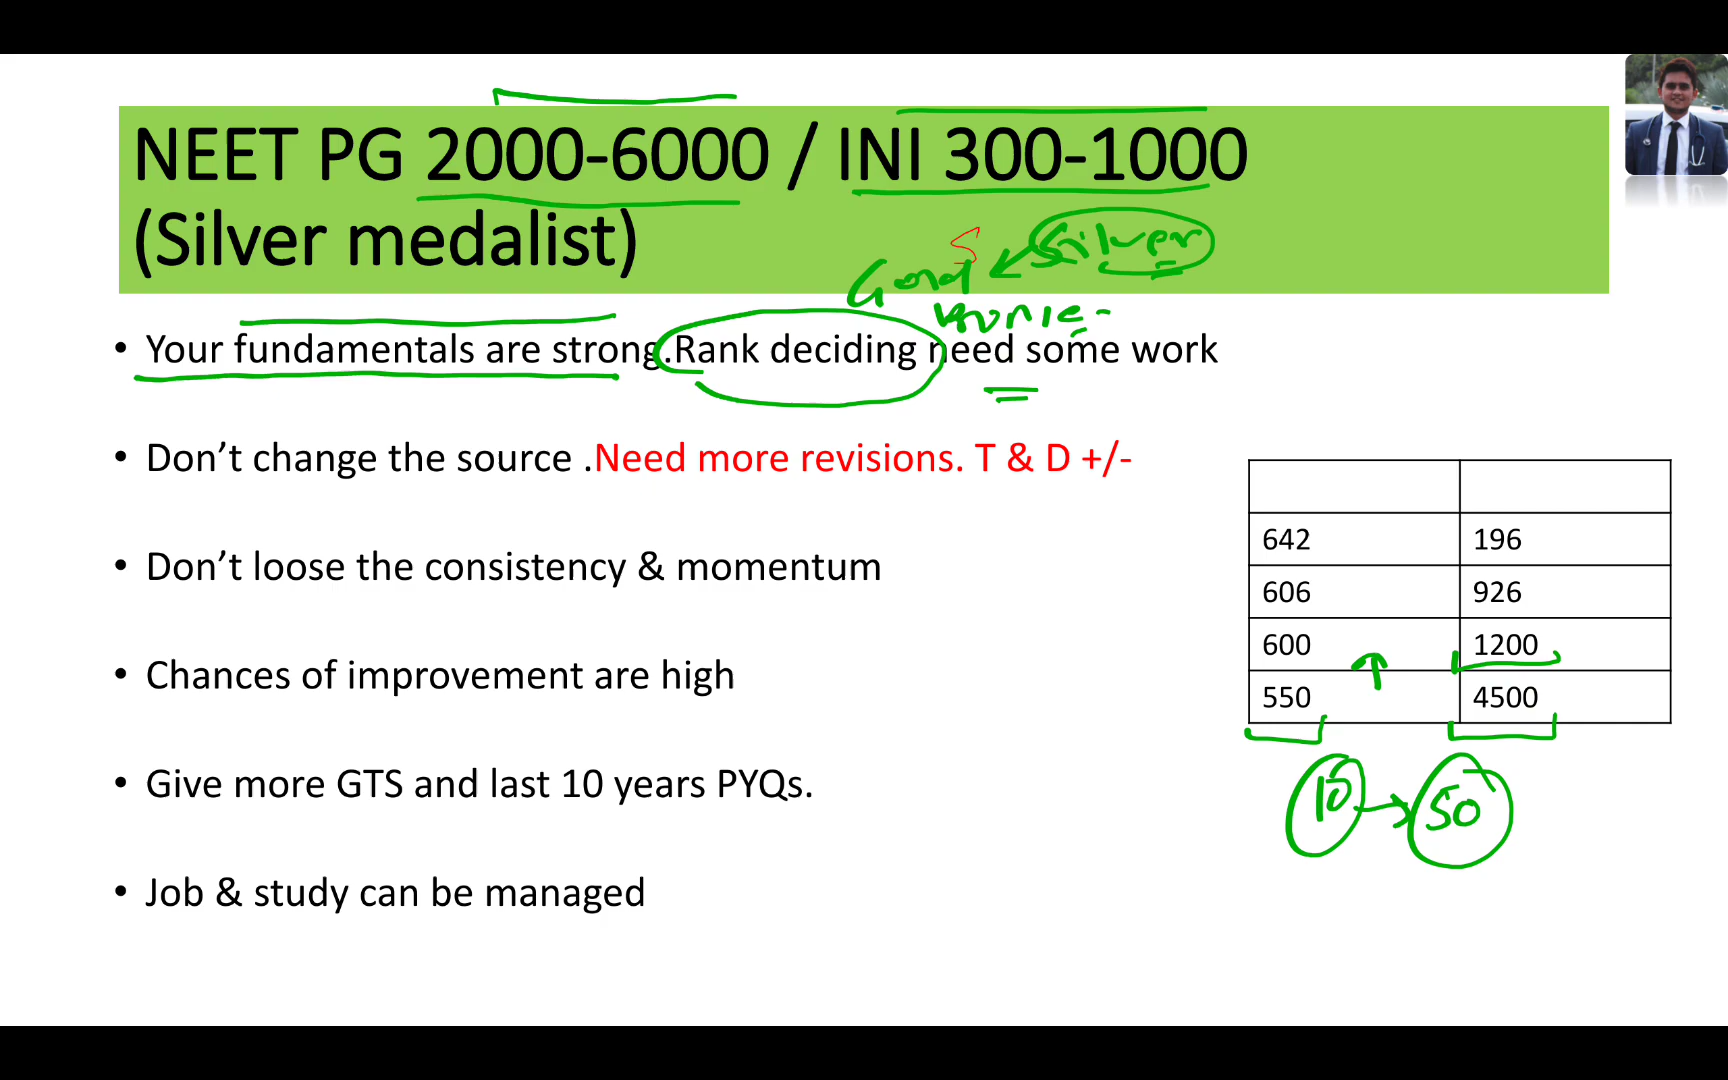 NEET PG 2000-6000 / INI 300-1000
(Silver medalist)
Silver
• Your fundamentals are strong.Rank deciding need some work
• Don’t change the source .Need more revisions. T & D +/-
• Don’t loose the consistency & momentum
• Chances of improvement are high
• Give more GTS and last 10 years PYQs.
• Job & study can be managed
642 196
606 926
600 1200
550 4500
10 → 50